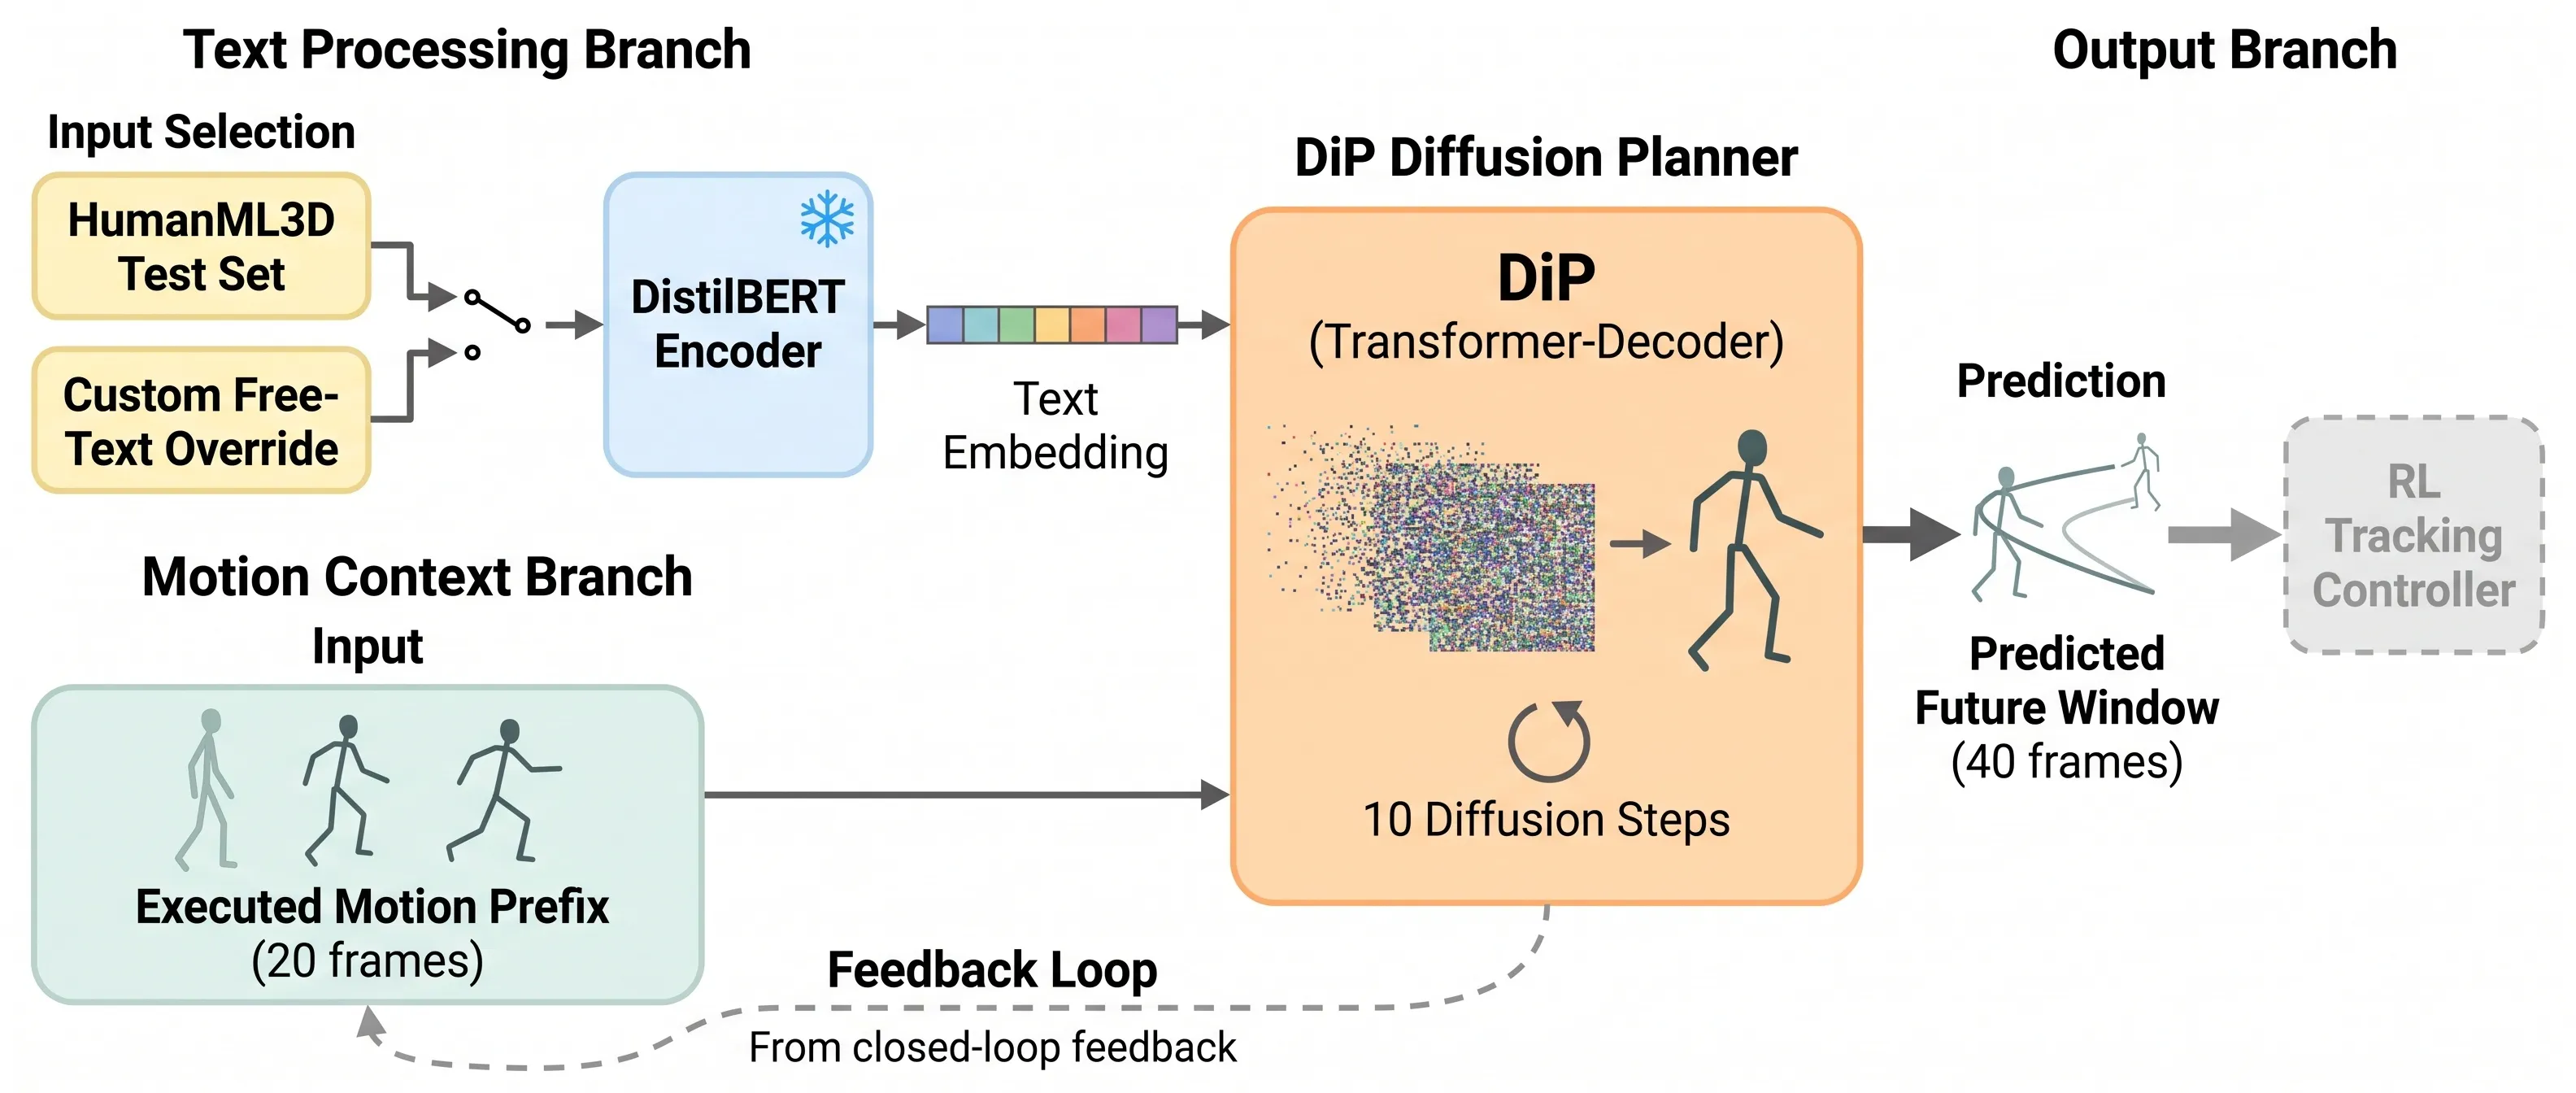 Text Processing Branch
Input Selection
HumanML3D
Test Set
Custom Free-
Text Override
DistilBERT
Encoder
Text
Embedding
Motion Context Branch
Input
Executed Motion Prefix
(20 frames)
Feedback Loop
From closed-loop feedback
DiP Diffusion Planner
DiP
(Transformer-Decoder)
10 Diffusion Steps
Output Branch
Prediction
Predicted
Future Window
(40 frames)
RL
Tracking
Controller